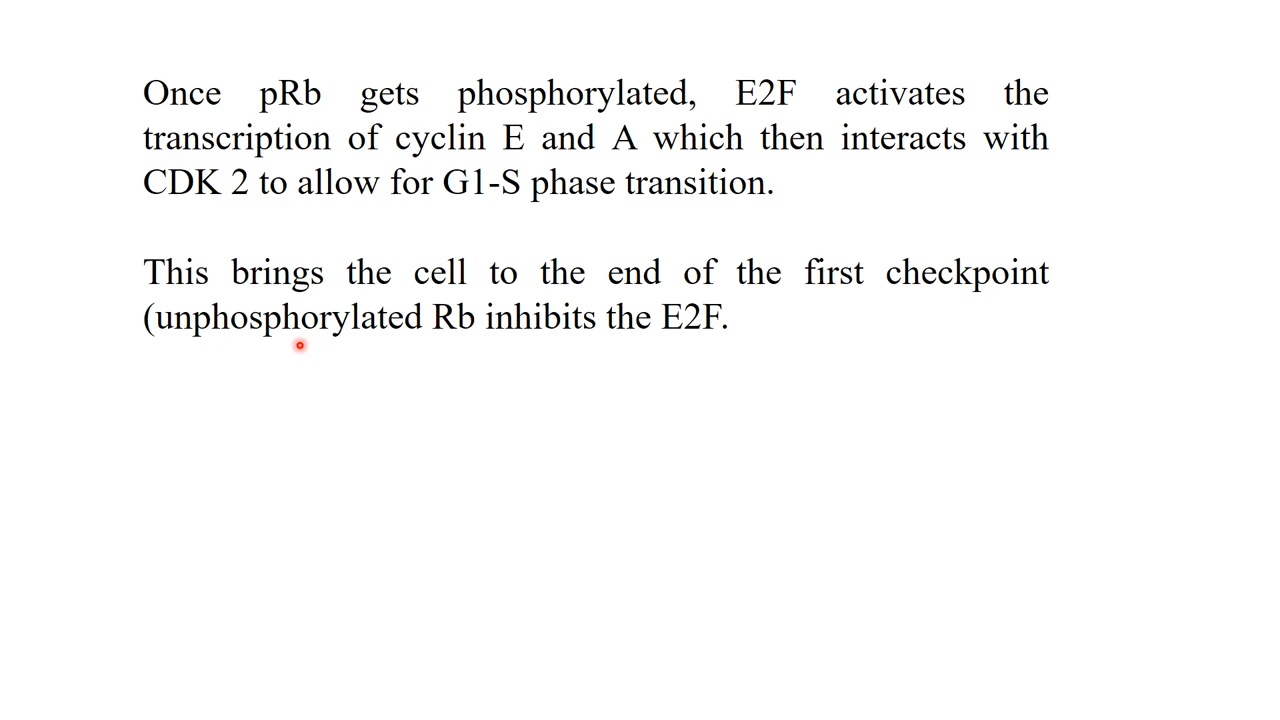 Once pRb gets phosphorylated, E2F activates the
transcription of cyclin E and A which then interacts with
CDK 2 to allow for G1-S phase transition.
This brings the cell to the end of the first checkpoint
(unphosphorylated Rb inhibits the E2F.